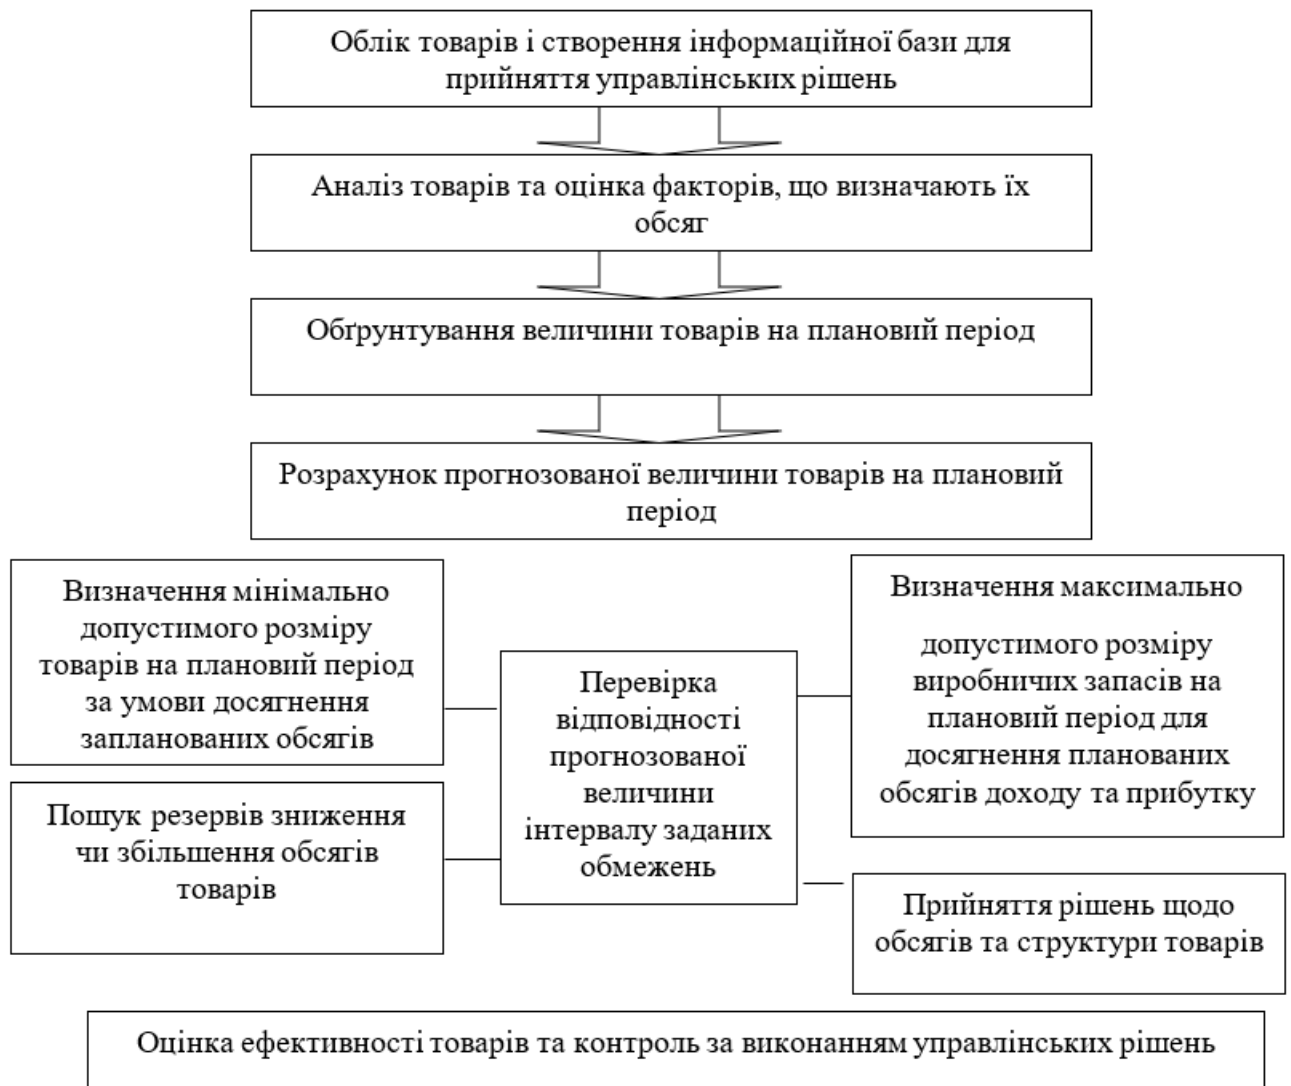 Облік товарів і створення інформаційної бази для
прийняття управлінських рішень
Аналіз товарів та оцінка факторів, що визначають їх
обсяг
Обґрунтування величини товарів на плановий період
Розрахунок прогнозованої величини товарів на плановий
період
Визначення мінімально
допустимого розміру
товарів на плановий період
за умови досягнення
запланованих обсягів
Пошук резервів зниження
чи збільшення обсягів
товарів
Перевірка
відповідності
прогнозованої
величини
інтервалу заданих
обмежень
Визначення максимально
допустимого розміру
виробничих запасів на
плановий період для
досягнення планованих
обсягів доходу та прибутку
Прийняття рішень щодо
обсягів та структури товарів
Оцінка ефективності товарів та контроль за виконанням управлінських рішень